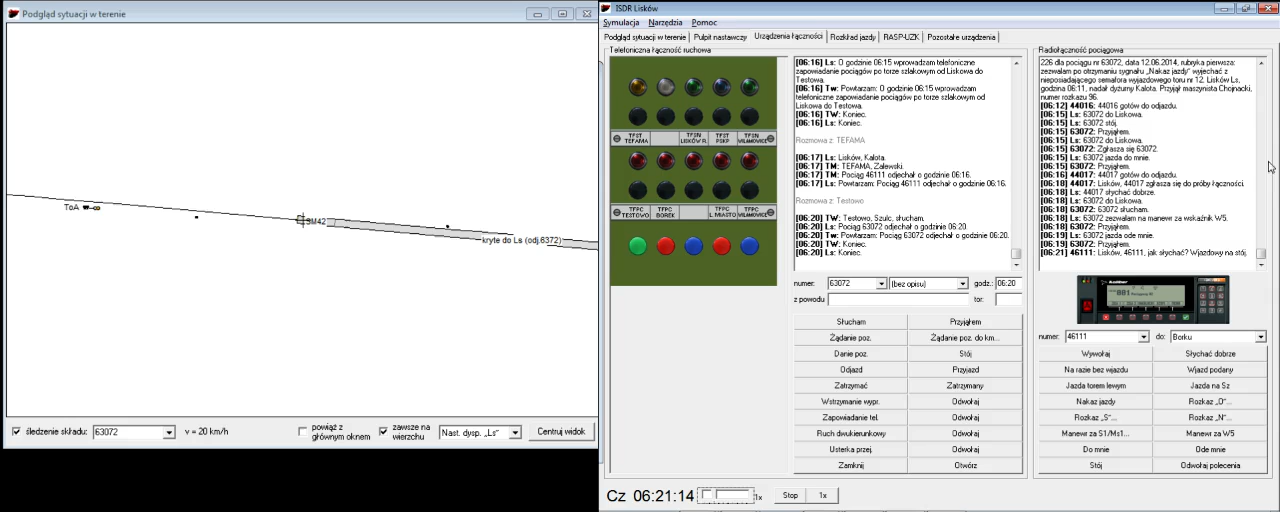 Podgląd sytuacji w terenie
ToA
SM42
kryte do Ls (odj.6372)
śledzenie składu:
63072
v = 20 km/h
powiąż z
głównym oknem
zawsze na
wierzchu
Nast. dysp. „Ls"
Centruj widok
ISDR Lisków
Symulacja Narzędzia Pomoc
Podgląd sytuacji w terenie Pulpit nastawczy Urządzenia łączności Rozkład jazdy RASP-UZK Pozostałe urządzenia
Telefoniczna łączność ruchowa
TFST TEFAMA
TFSN LISKÓW R.
TFST PSKP
TFSN WILAMOWICE
TFPC TESTOWO
TFPC BOREK
TFPC L.MIASTO
TFPC WILAMOWICE
[06:16] Ls: O godzinie 06:15 wprowadzam telefoniczne
zapowiadanie pociągów po torze szlakowym od Liskowa do
Testowa.
[06:16] Tw: Powtarzam: O godzinie 06:15 wprowadzam
telefoniczne zapowiadanie pociągów po torze szlakowym od
Liskowa do Testowa.
[06:16] TW: Koniec.
[06:16] Ls: Koniec.
Rozmowa z: TEFAMA
[06:17] Ls: Lisków, Kalota.
[06:17] TM: TEFAMA, Zalewski.
[06:17] TM: Pociąg 46111 odjechał o godzinie 06:16.
[06:17] Ls: Powtarzam: Pociąg 46111 odjechał o godzinie 06:16.
Rozmowa z: Testowo
[06:20] TW: Testowo, Szulc, słucham.
[06:20] Ls: Pociąg 63072 odjechał o godzinie 06:20.
[06:20] Tw: Powtarzam: Pociąg 63072 odjechał o godzinie 06:20.
[06:20] TW: Koniec.
[06:20] Ls: Koniec.
numer: 63072 (bez opisu) godz.: 06:20
z powodu tor:
Słucham Przyjąłem
Żądanie poz. Żądanie poz. do km...
Danie poz. Stój
Odjazd Przyjazd
Zatrzymać Zatrzymany
Wstrzymanie wypr. Odwołaj
Zapowiadanie tel. Odwołaj
Ruch dwukierunkowy Odwołaj
Usterka przej. Odwołaj
Zamknij Otwórz
Radiołączność pociągowa
226 dla pociągu nr 63072, dnia 12.06.2014, rubryka pierwsza:
zezwalam po otrzymaniu sygnału „Nakaz jazdy" wyjechać z
nieposiadającego semafora wyjazdowego toru nr 12. Lisków Ls,
godzina 06:11, nadał dyżurny Kalota. Przyjął maszynista Chojnacki,
numer rozkazu 96.
[06:12] 44016: 44016 gotów do odjazdu.
[06:15] Ls: 63072 do Liskowa.
[06:15] Ls: 63072 stój.
[06:15] 63072: Przyjąłem.
[06:15] Ls: 63072 do Liskowa.
[06:15] 63072: Zgłasza się 63072.
[06:15] Ls: 63072 jazda do mnie.
[06:15] 63072: Przyjąłem.
[06:16] 44017: 44017 gotów do odjazdu.
[06:18] 44017: Lisków, 44017 zgłasza się do próby łączności.
[06:18] Ls: 44017 słychać dobrze.
[06:18] Ls: 63072 do Liskowa.
[06:18] 63072: 63072 słucham.
[06:18] Ls: 63072 zezwalam na manewr za wskaźnik W5.
[06:18] 63072: Przyjąłem.
[06:19] Ls: 63072 jazda ode mnie.
[06:19] 63072: Przyjąłem.
[06:21] 46111: Lisków, 46111, jak słychać? Wjazdowy na stój.
numer: 46111 do: Borku
Wywołaj Słychać dobrze
Na razie bez wjazdu Wjazd podany
Jazda torem lewym Jazda na Sz
Nakaz jazdy Rozkaz „O"...
Rozkaz „S"... Rozkaz „N"...
Manewr za S1/Ms1... Manewr za W5
Do mnie Ode mnie
Stój Odwołaj polecenia
Cz 06:21:14
1x
Stop
1x